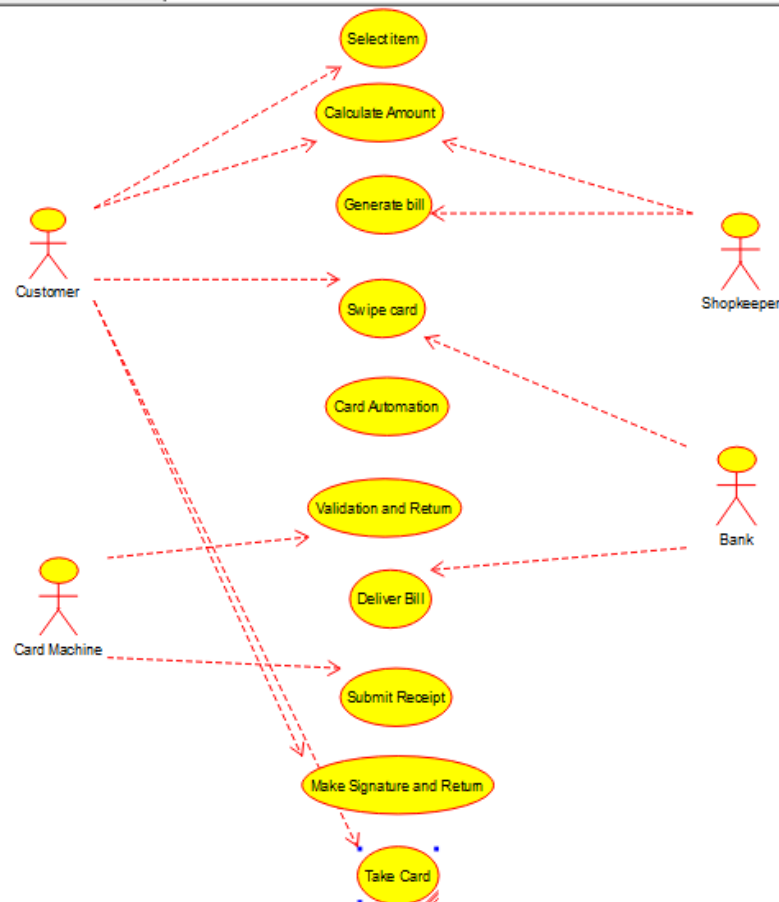 Select item
Calculate Amount
Generate bill
Customer
Shopkeeper
Swipe card
Card Automation
Validation and Return
Bank
Deliver Bill
Card Machine
Submit Receipt
Make Signature and Return
Take Card